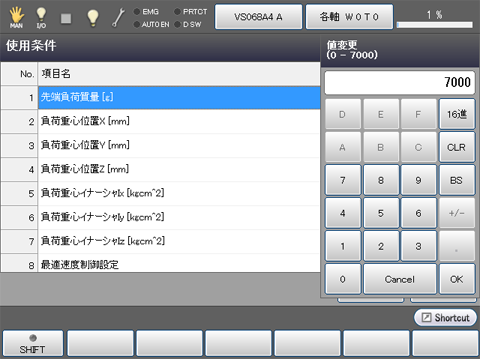 MAN
I/O
EMG
AUTO EN
PRTCT
D SW
VS068A4 A
各軸 W0T0
1 %
使用条件
値変更
(0 - 7000)
7000
No. 項目名
1 先端負荷質量 [g]
2 負荷重心位置X [mm]
3 負荷重心位置Y [mm]
4 負荷重心位置Z [mm]
5 負荷重心イナーシャIx [kgcm^2]
6 負荷重心イナーシャIy [kgcm^2]
7 負荷重心イナーシャIz [kgcm^2]
8 最適速度制御設定
D E F 16進
A B C CLR
7 8 9 BS
4 5 6 +/-
1 2 3 .
0 Cancel OK
Shortcut
SHIFT